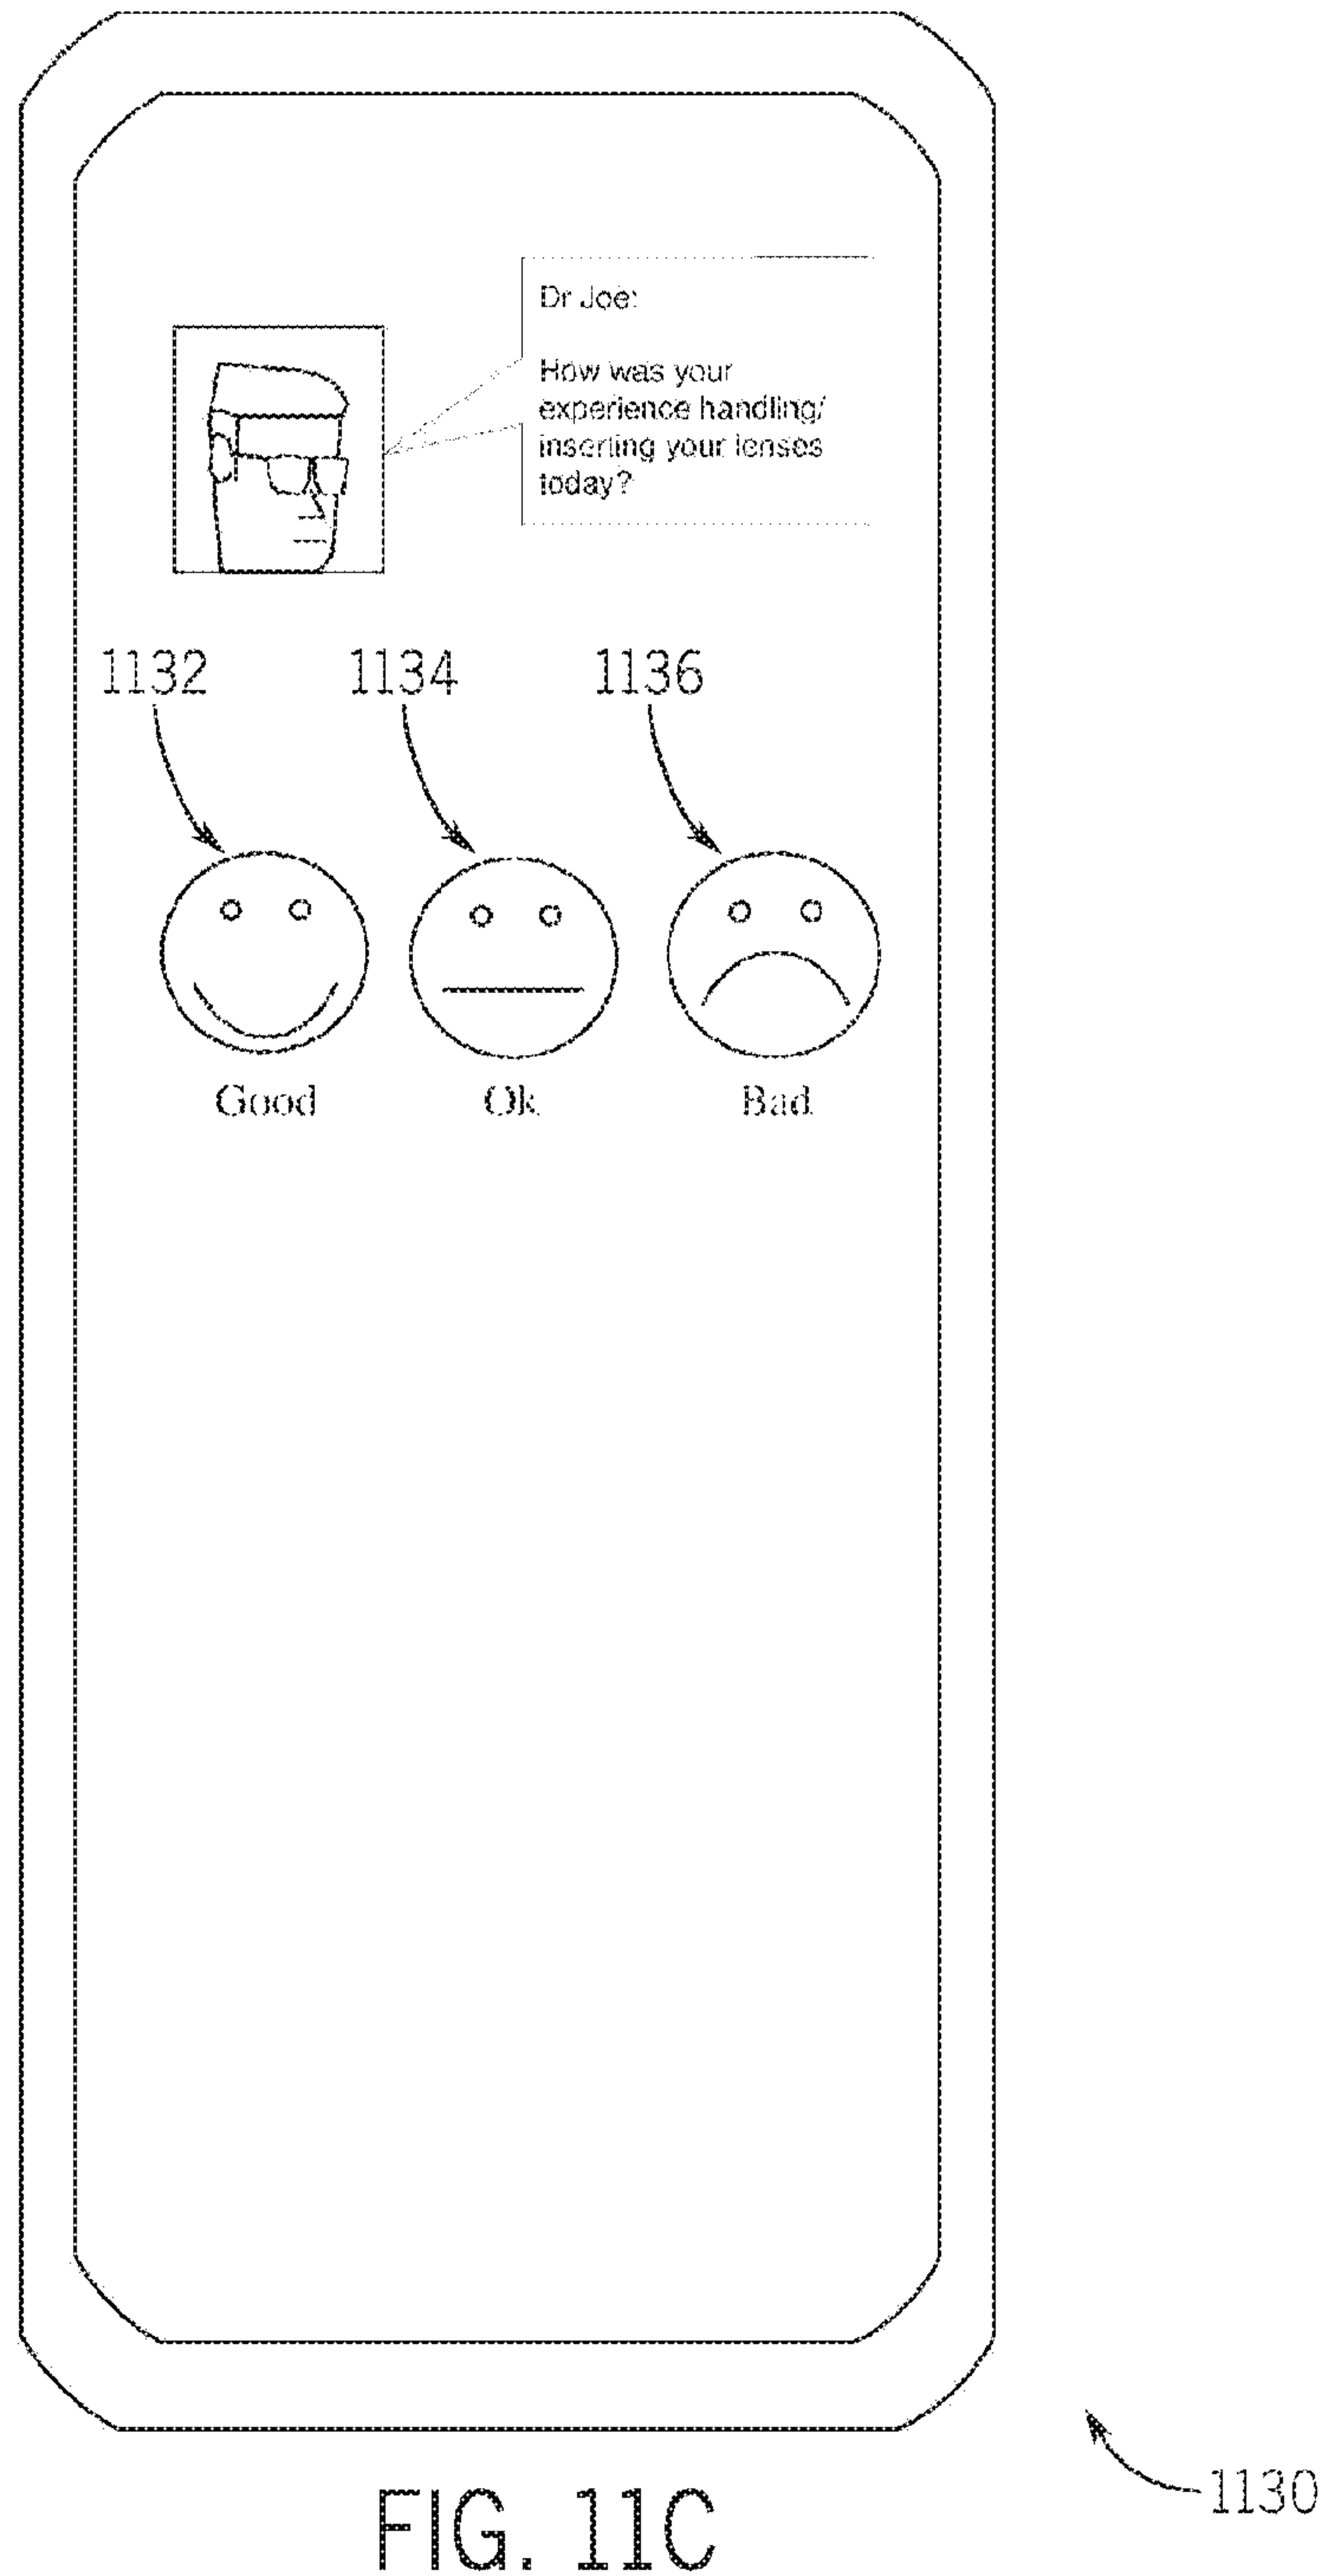 Dr Joe:
How was your
experience handling/
inserting your lenses
today?
1132 1134 1136
Good Ok Bad
1130
FIG. 11C